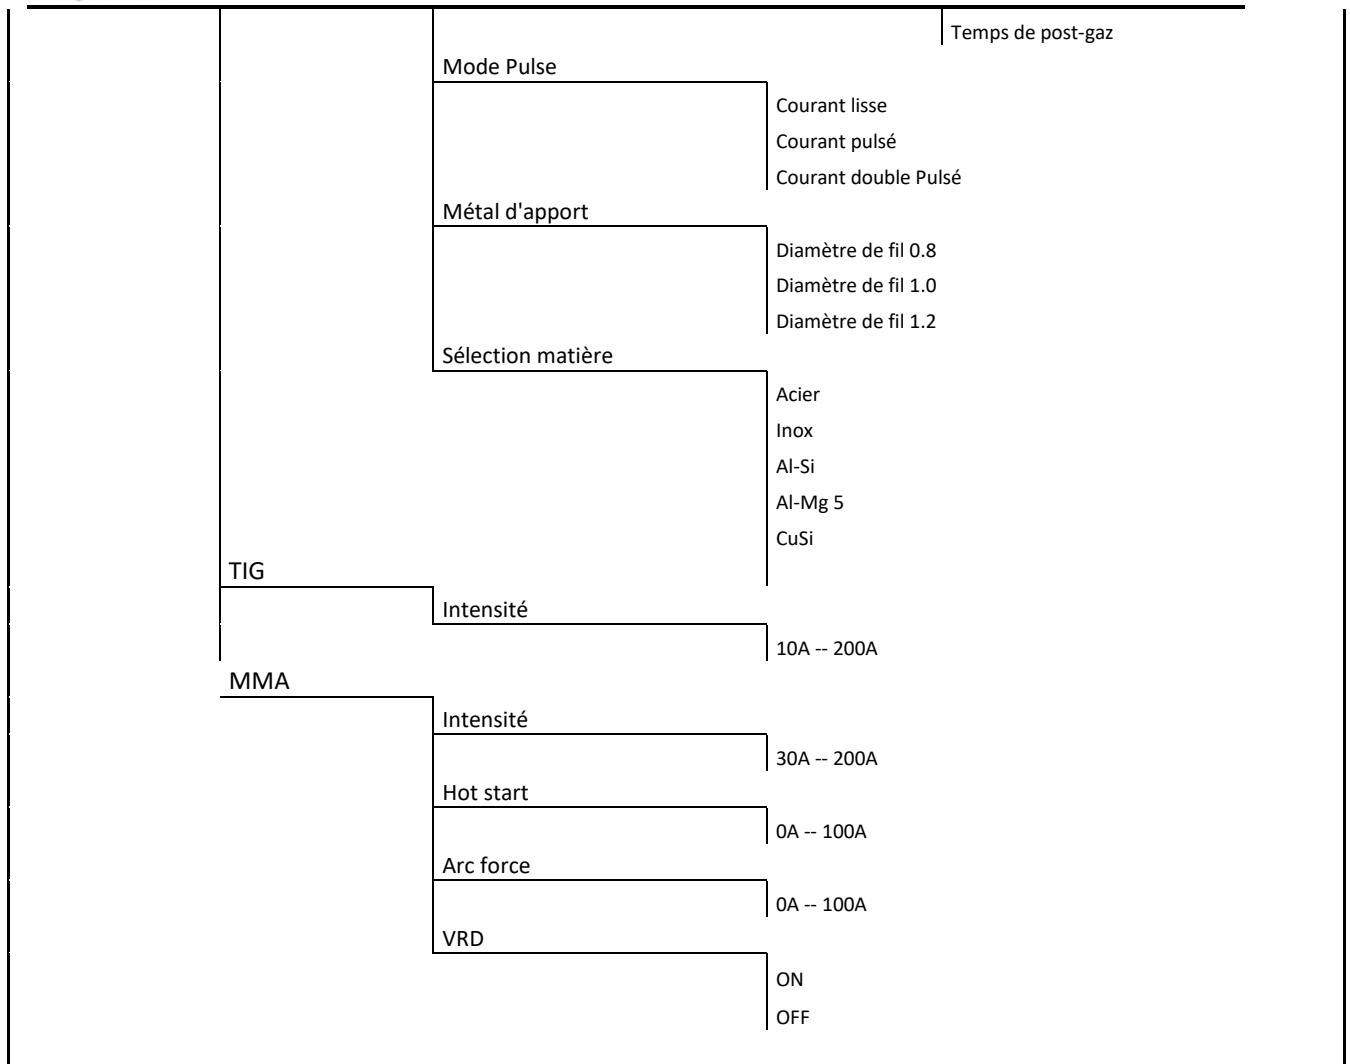 Temps de post-gaz
Mode Pulse
Courant lisse
Courant pulsé
Courant double Pulsé
Métal d'apport
Diamètre de fil 0.8
Diamètre de fil 1.0
Diamètre de fil 1.2
Sélection matière
Acier
Inox
Al-Si
Al-Mg 5
CuSi
TIG
Intensité
10A -- 200A
MMA
Intensité
30A -- 200A
Hot start
0A -- 100A
Arc force
0A -- 100A
VRD
ON
OFF